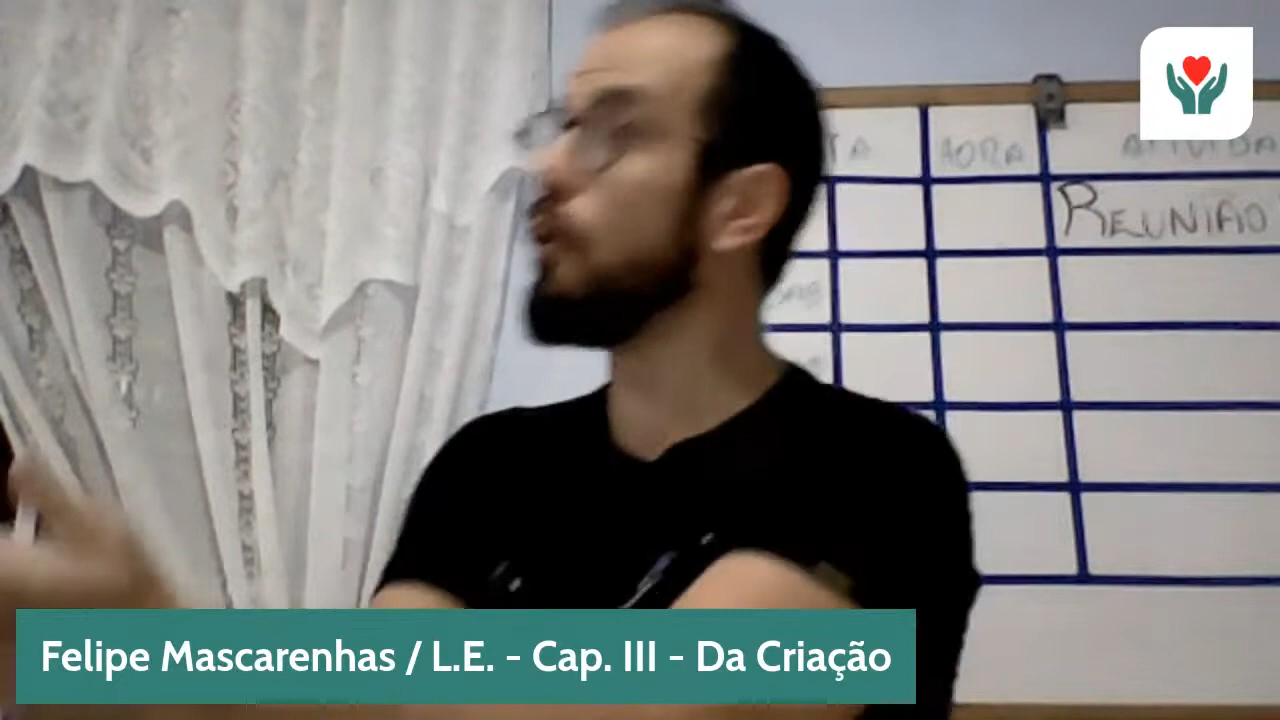 HORA
REUNIÃO
Felipe Mascarenhas / L.E. - Cap. III - Da Criação